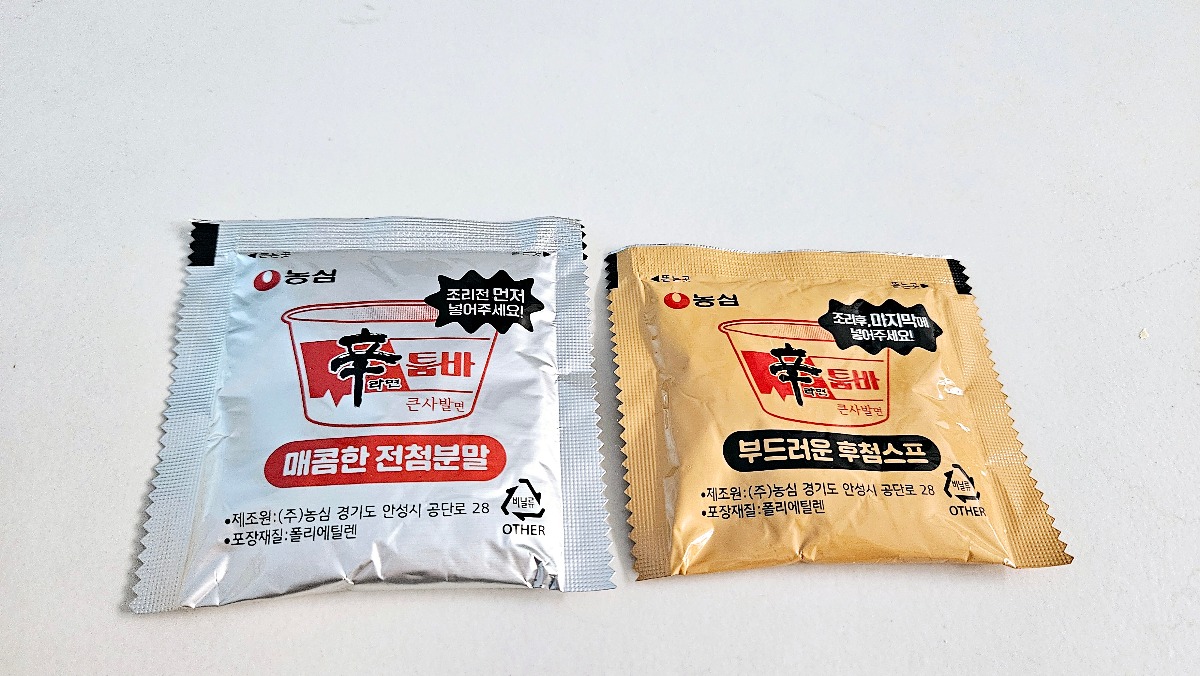 농심
조리전 먼저
넣어주세요!
辛
라면
툼바
큰사발면
매콤한 전첨분말
•제조원:(주)농심 경기도 안성시 공단로 28
•포장재질:폴리에틸렌
비닐류
OTHER
◀뜯는곳
뜯는곳▶
농심
조리후, 마지막에
넣어주세요!
辛
라면
툼바
큰사발면
부드러운 후첨스프
•제조원:(주)농심 경기도 안성시 공단로 28
•포장재질:폴리에틸렌
비닐류
OTHER